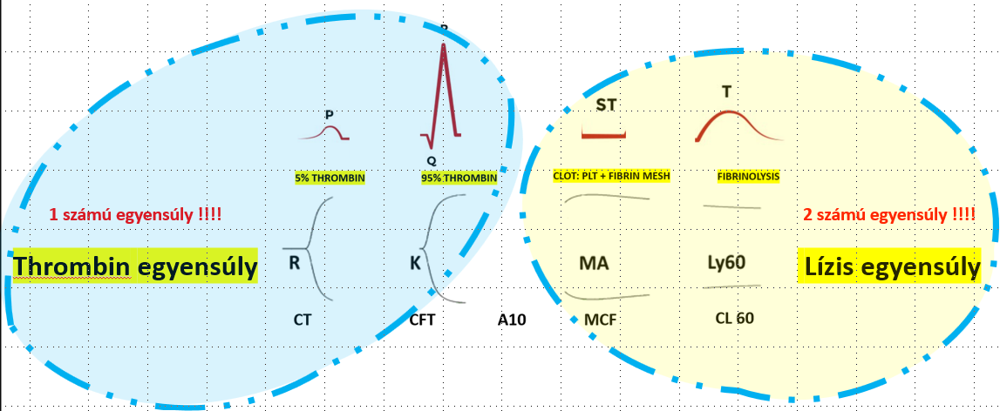 R
P
ST
T
Q
5% THROMBIN
95% THROMBIN
CLOT: PLT + FIBRIN MESH
FIBRINOLYSIS
1 számú egyensúly !!!!
2 számú egyensúly !!!!
Thrombin egyensúly
R
K
MA
Ly60
Lízis egyensúly
CT
CFT
A10
MCF
CL 60